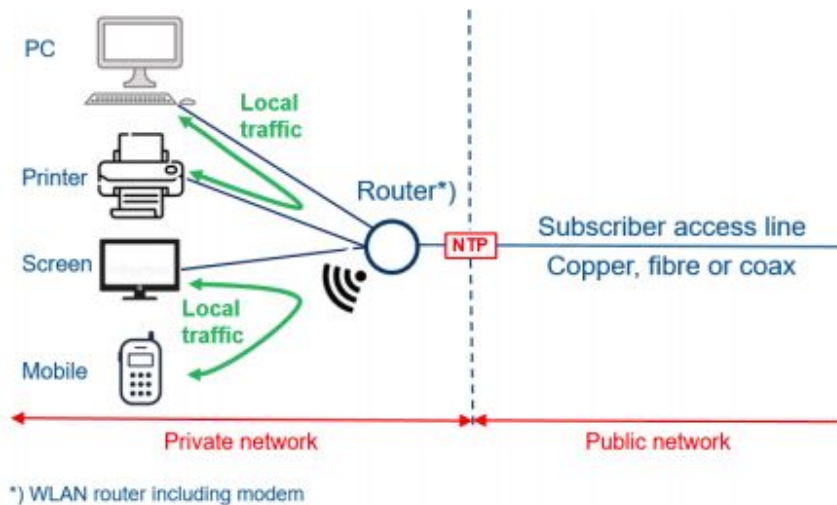 PC
Local
traffic
Printer
Router*)
NTP
Subscriber access line
Copper, fibre or coax
Screen
Local
traffic
Mobile
Private network
Public network
*) WLAN router including modem